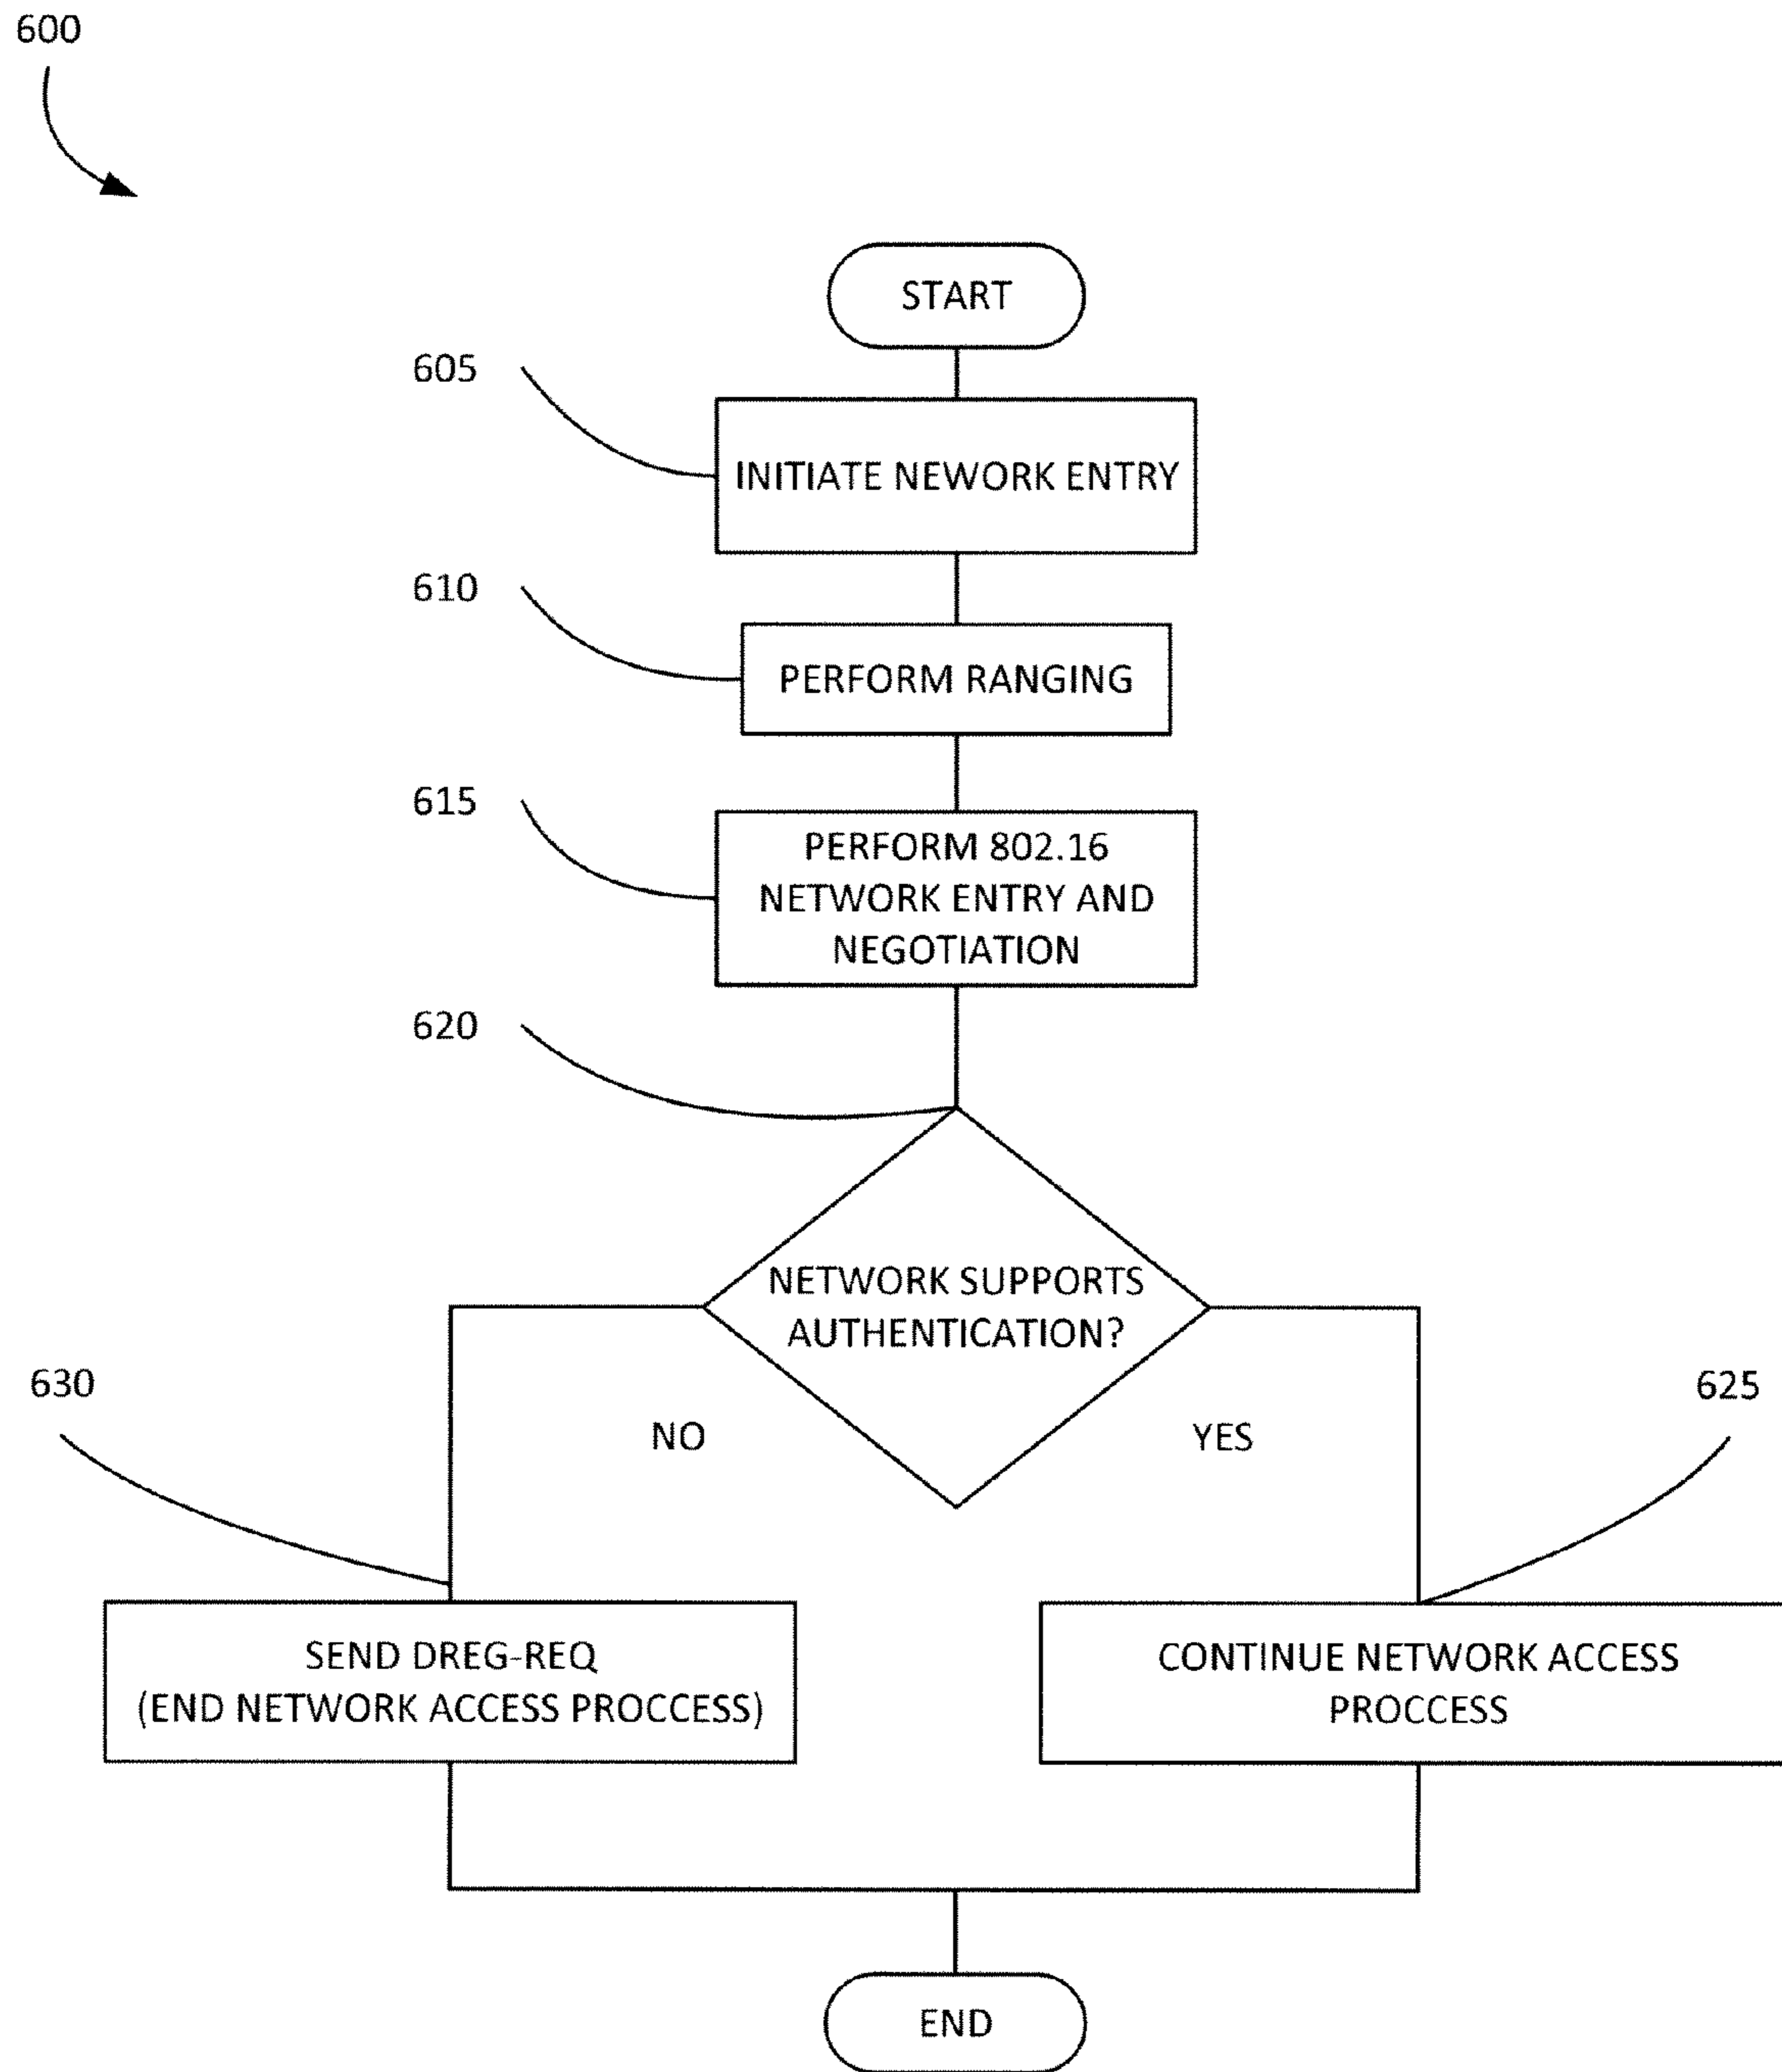 600
START
605
INITIATE NEWORK ENTRY
610
PERFORM RANGING
615
PERFORM 802.16
NETWORK ENTRY AND
NEGOTIATION
620
NETWORK SUPPORTS
AUTHENTICATION?
630
NO
YES
625
SEND DREG-REQ
(END NETWORK ACCESS PROCCESS)
CONTINUE NETWORK ACCESS
PROCCESS
END